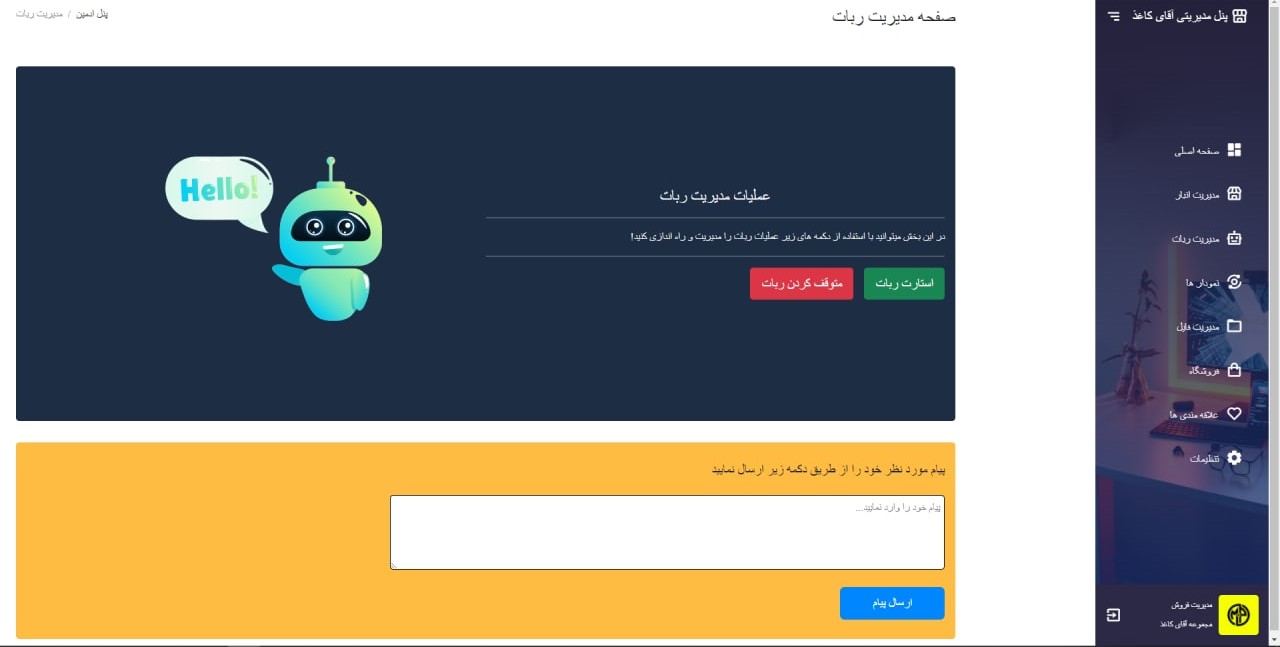 پنل مدیریتی آقای کاغذ
صفحه اصلی
مدیریت انبار
مدیریت ربات
نمودار ها
مدیریت فایل
فروشگاه
علاقه مندی ها
تنظیمات
مدیریت فروش
مجموعه آقای کاغذ
صفحه مدیریت ربات
پنل ادمین / مدیریت ربات
عملیات مدیریت ربات
در این بخش میتوانید با استفاده از دکمه های زیر عملیات ربات را مدیریت و راه اندازی کنید!
استارت ربات
متوقف کردن ربات
Hello!
پیام مورد نظر خود را از طریق دکمه زیر ارسال نمایید
پیام خود را وارد نمایید...
ارسال پیام